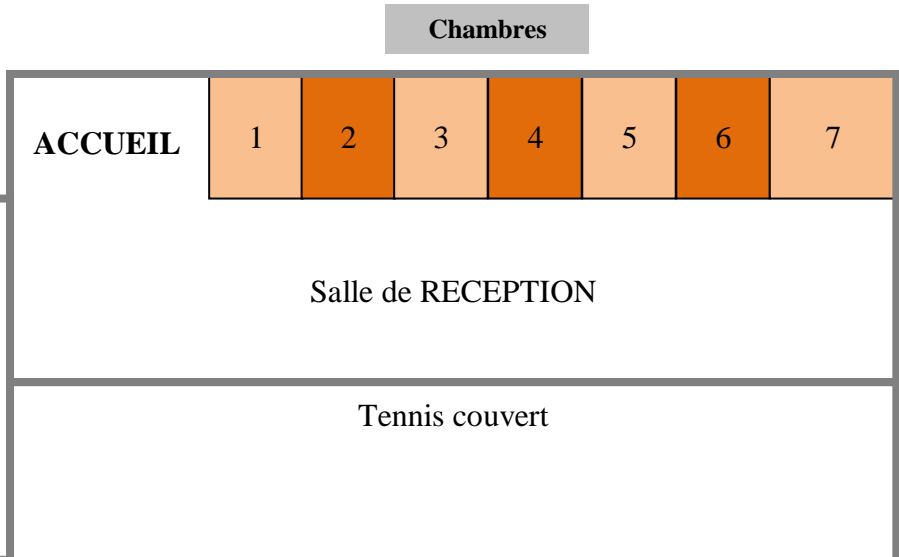 Chambres
ACCUEIL 1 2 3 4 5 6 7
Salle de RECEPTION
Tennis couvert